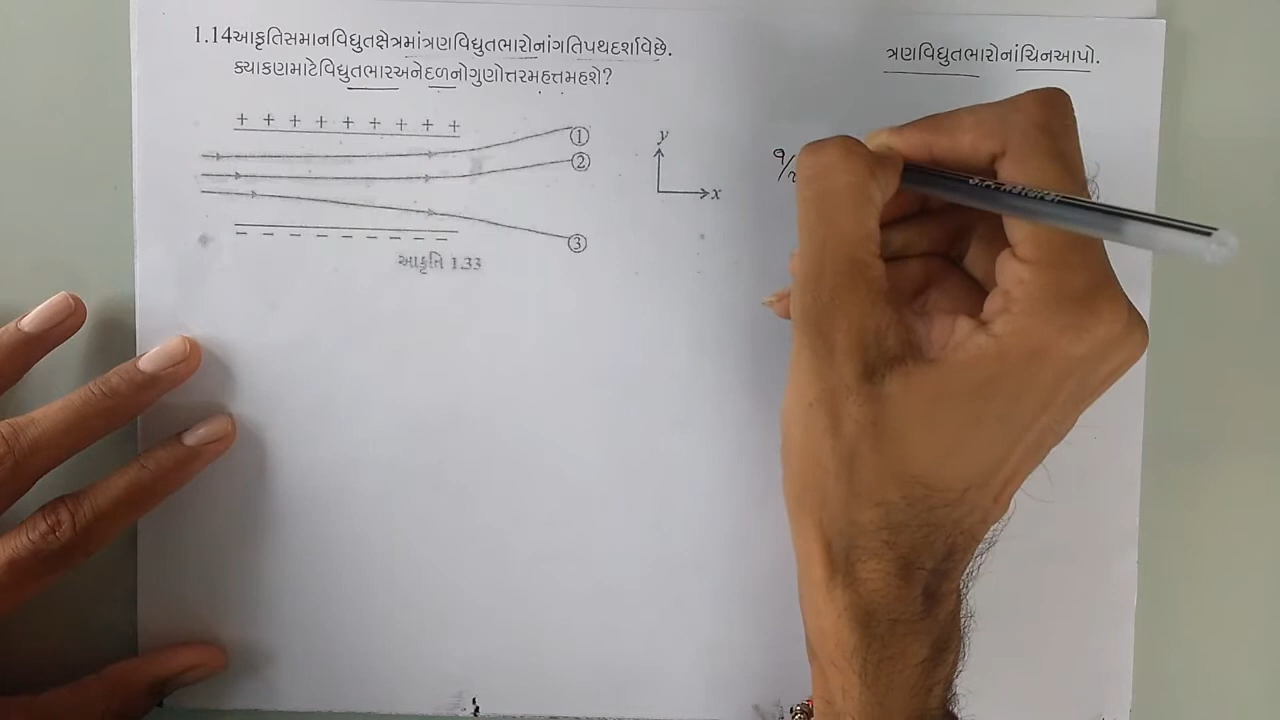 1.14આકૃતિસમાનવિદ્યુતક્ષેત્રમાંત્રણવિદ્યુતભારોનાંગતિપથદર્શાવેછે.
ત્રણવિદ્યુતભારોનાંચિનઆપો.
ક્યાકણમાટેવિદ્યુતભારઅનેદળનોગુણોત્તરમહત્તમહશે?
+ + + + + + + + +
①
②
③
y
x
q/
− − − − − − − − −
આકૃતિ 1.33